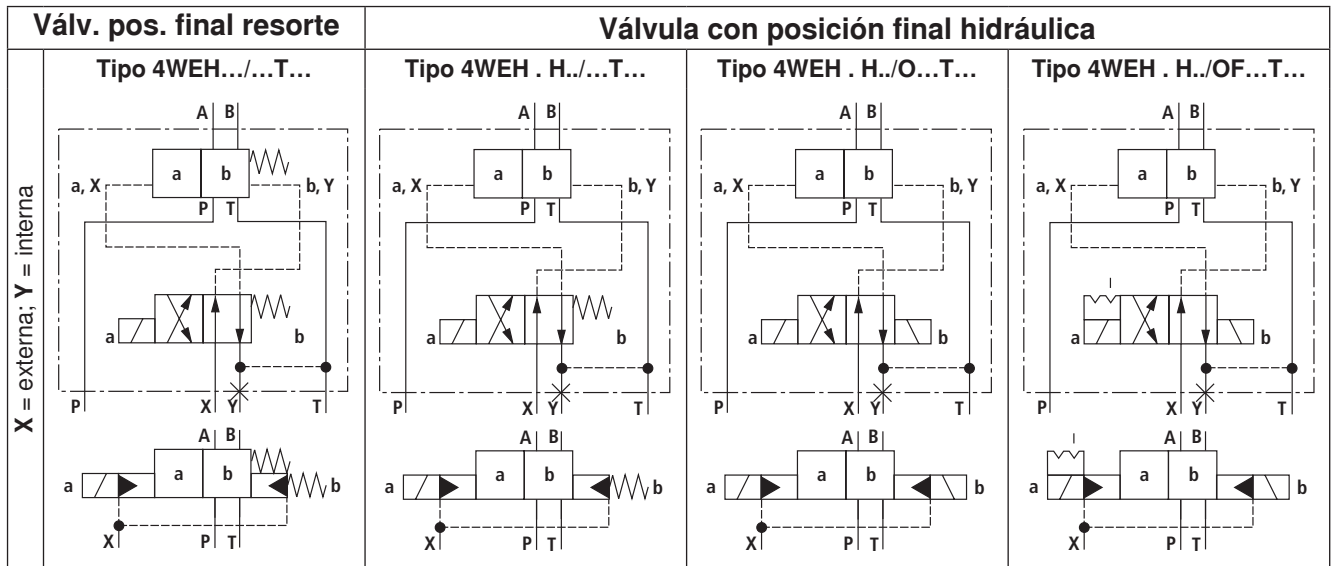 Válv. pos. final resorte
Válvula con posición final hidráulica
X = externa; Y = interna
Tipo 4WEH…/…T…
A B
a b
a, X b, Y
P T
a b
P X Y T
A B
a a b b
X P T
Tipo 4WEH . H../…T…
A B
a b
a, X b, Y
P T
a b
P X Y T
A B
a a b b
X P T
Tipo 4WEH . H../O…T…
A B
a b
a, X b, Y
P T
a b
P X Y T
A B
a a b b
X P T
Tipo 4WEH . H../OF…T…
A B
a b
a, X b, Y
P T
a b
P X Y T
A B
a a b b
X P T